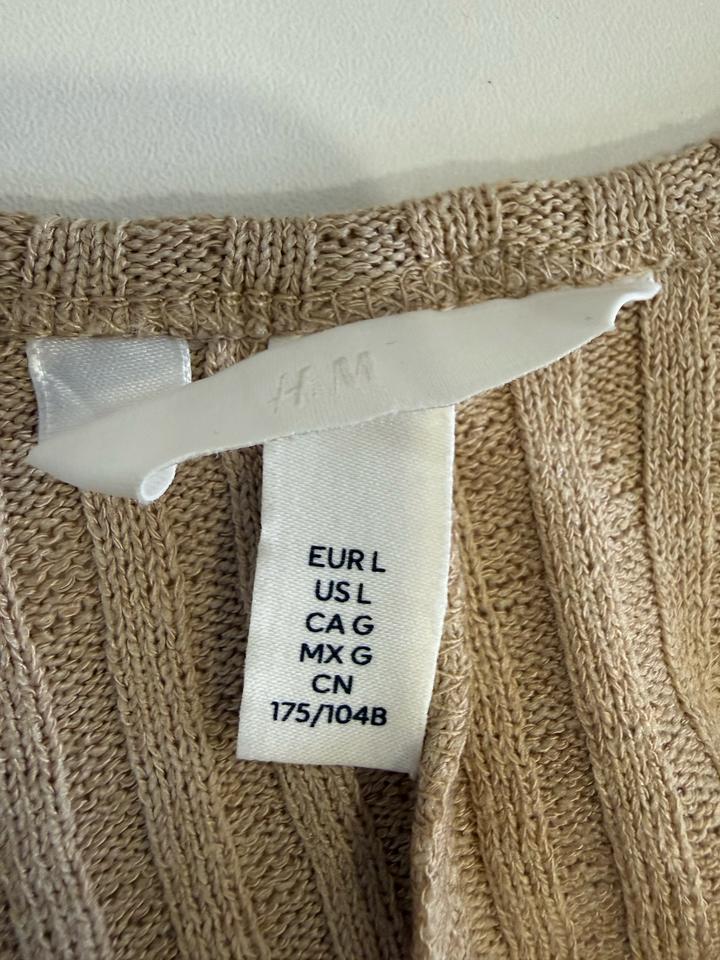 H&M
EUR L
US L
CA G
MX G
CN
175/104B